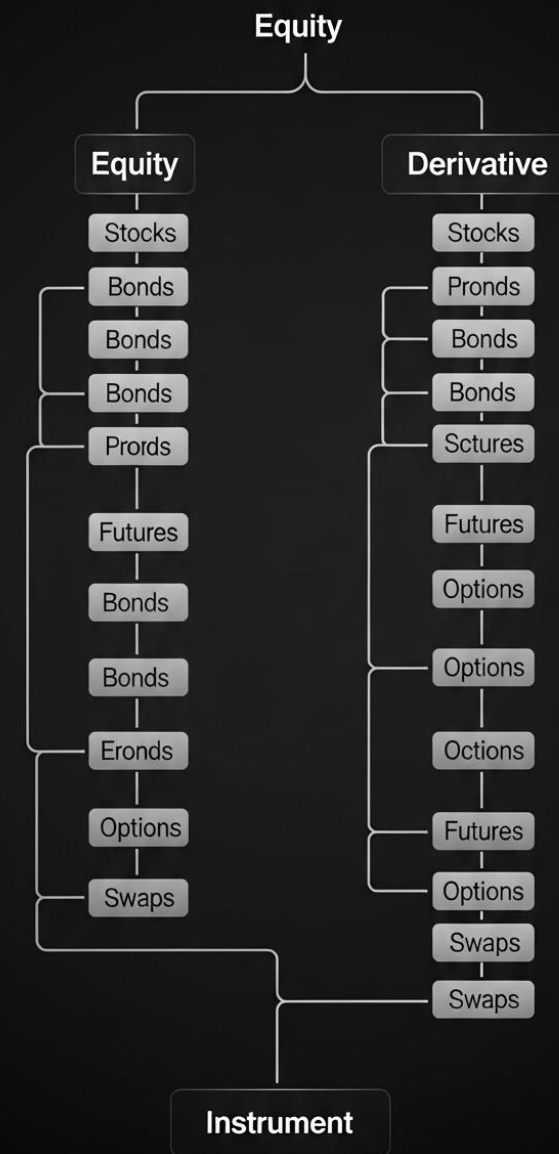 Equity
Equity
Stocks
Bonds
Bonds
Bonds
Prords
Futures
Bonds
Bonds
Eronds
Options
Swaps
Derivative
Stocks
Pronds
Bonds
Bonds
Sctures
Futures
Options
Options
Octions
Futures
Options
Swaps
Swaps
Instrument